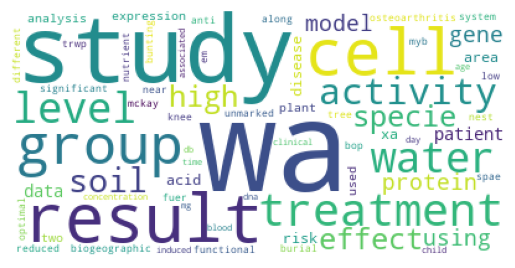 analysis expression anti along osteoarthritis system
different trwp nutrient bunting associated em model myb gene
study cell
significant disease area
mckay near high activity age low
level unmarked plant specie tree nest
knee xa patient
group wa water
db time clinical bop day spae
soil acid used protein
data fuer ng dna
optimal concentration result treatment
two blood risk effect using
reduced biogeographic induced functional burial child